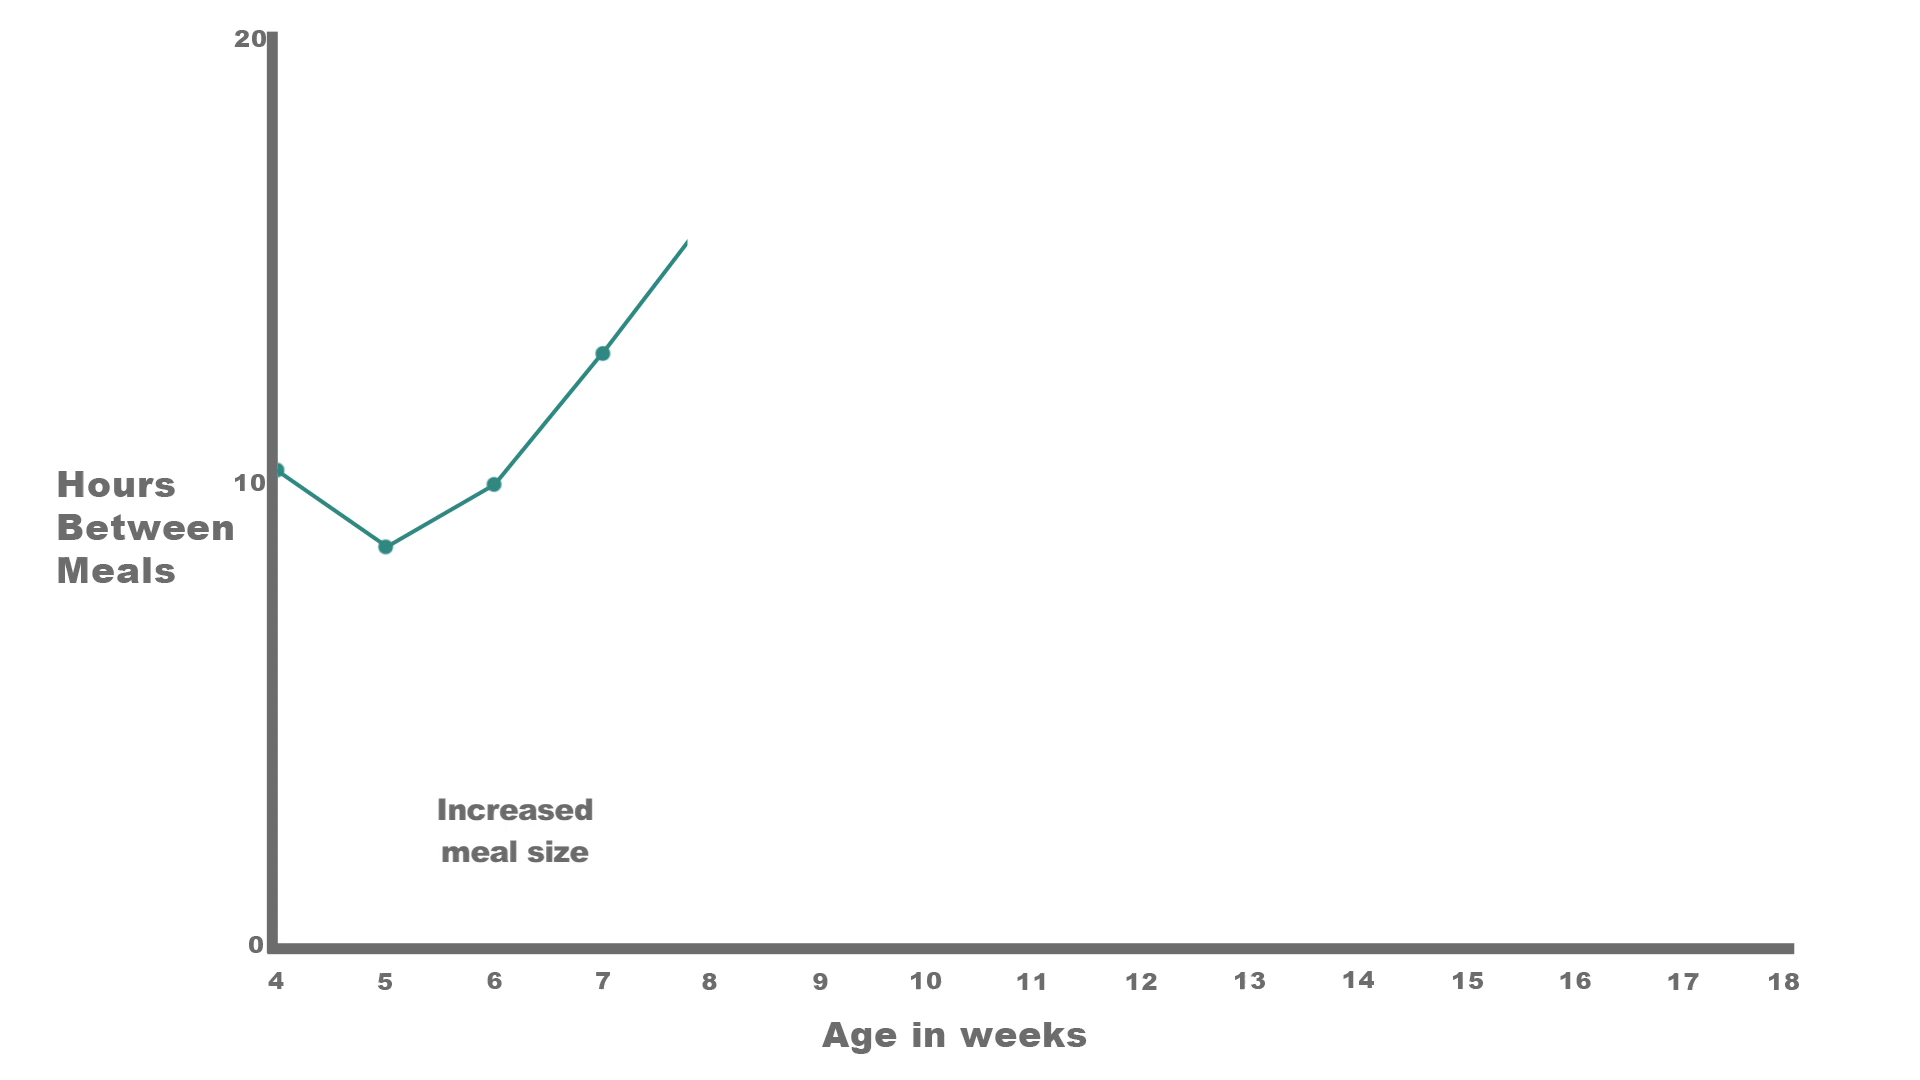 20
10
0
Hours
Between
Meals
Increased
meal size
4 5 6 7 8 9 10 11 12 13 14 15 16 17 18
Age in weeks